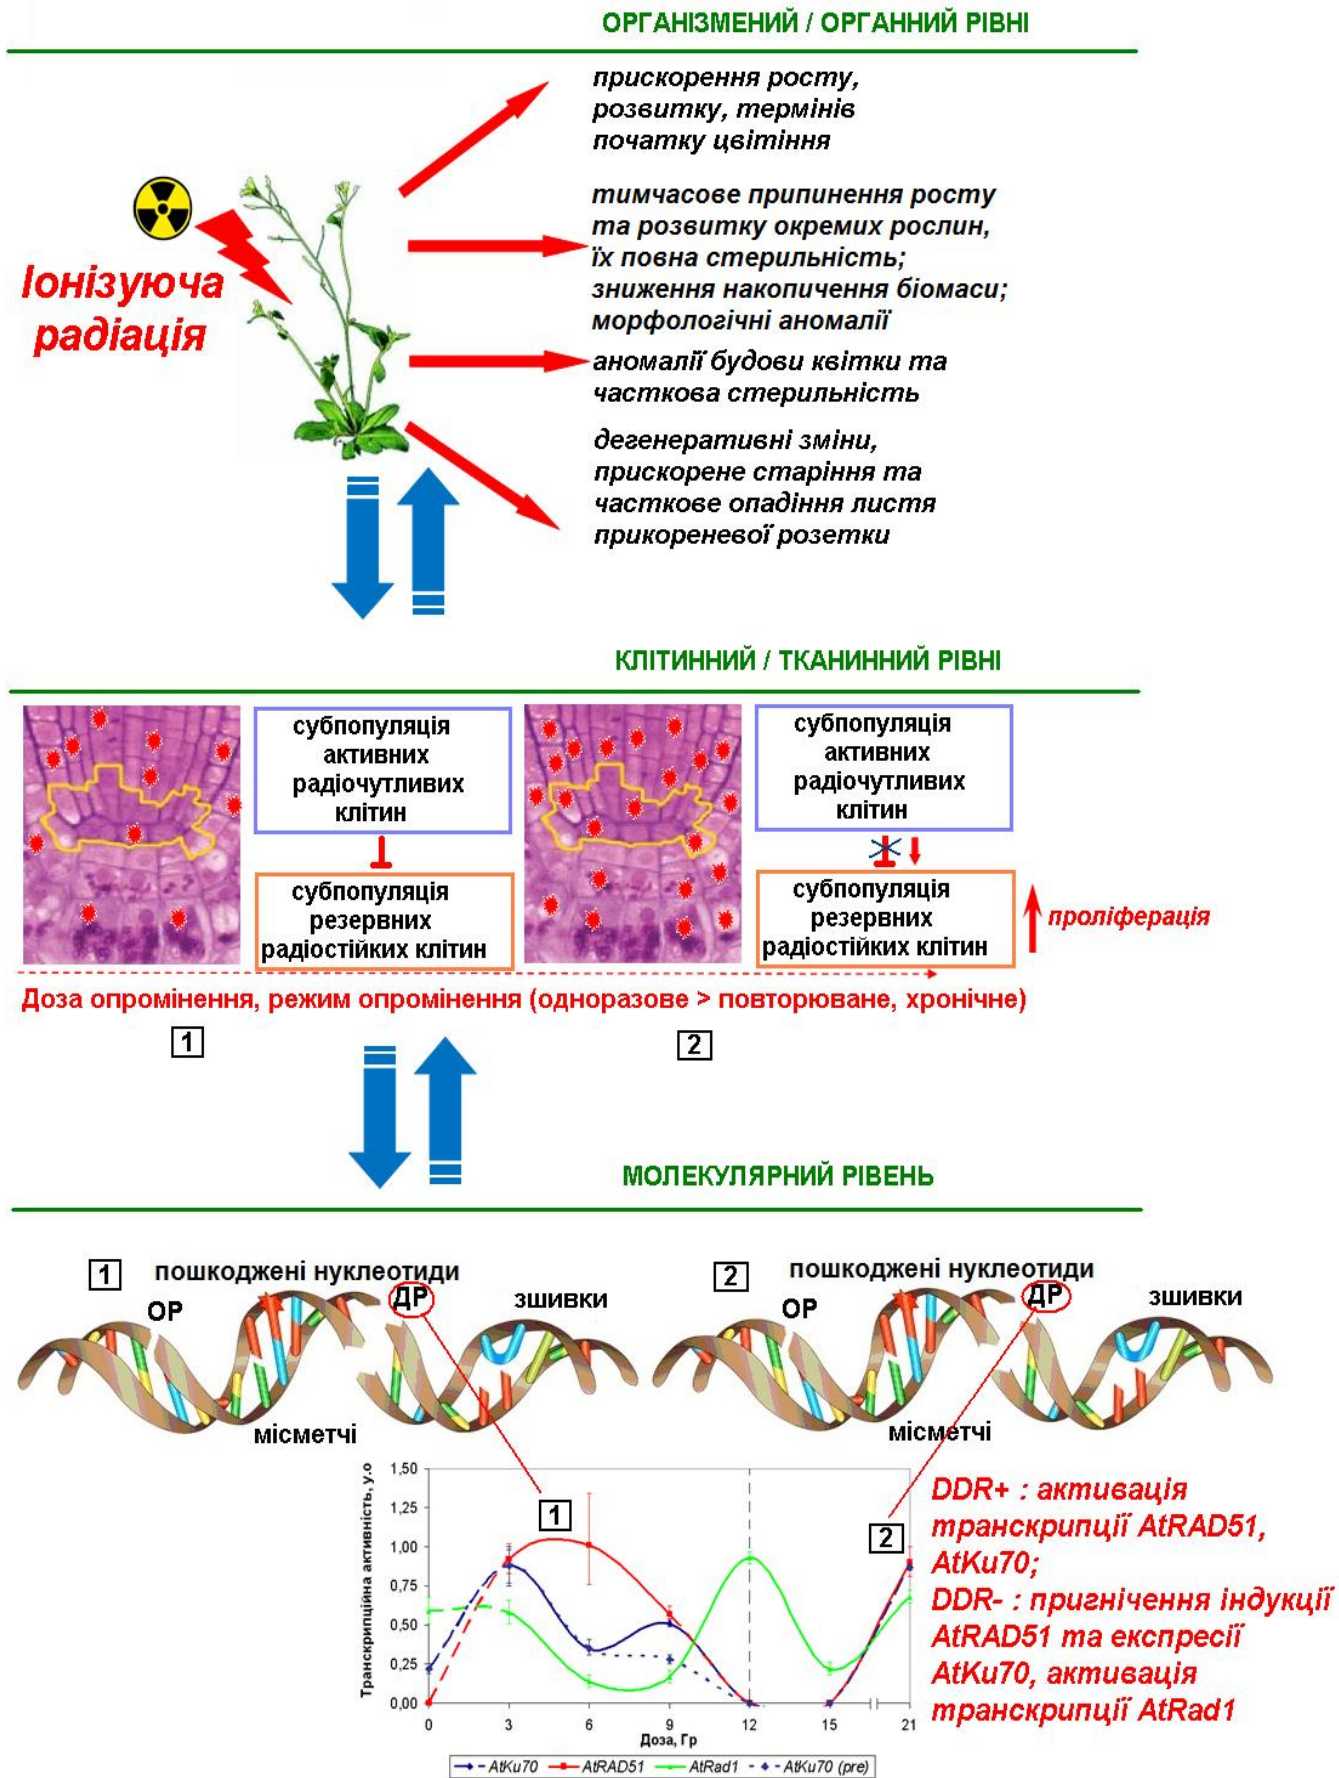 ОРГАНІЗМЕНИЙ / ОРГАННИЙ РІВНІ
прискорення росту,
розвитку, термінів
початку цвітіння
тимчасове припинення росту
та розвитку окремих рослин,
їх повна стерильність;
зниження накопичення біомаси;
морфологічні аномалії
Іонізуюча
радіація
аномалії будови квітки та
часткова стерильність
дегенеративні зміни,
прискорене старіння та
часткове опадіння листя
прикореневої розетки
КЛІТИННИЙ / ТКАНИННИЙ РІВНІ
субпопуляція
активних
радіочутливих
клітин
субпопуляція
резервних
радіостійких клітин
субпопуляція
активних
радіочутливих
клітин
субпопуляція
резервних
радіостійких клітин
проліферація
Доза опромінення, режим опромінення (одноразове > повторюване, хронічне)
1
2
МОЛЕКУЛЯРНИЙ РІВЕНЬ
1
пошкоджені нуклеотиди
ОР
ДР
зшивки
місметчі
2
пошкоджені нуклеотиди
ОР
ДР
зшивки
місметчі
Транскрипційна активність, у.о
1,50
1,25
1,00
0,75
0,50
0,25
0,00
1
2
0 3 6 9 12 15 21
Доза, Гр
AtKu70 AtRAD51 AtRad1 AtKu70 (pre)
DDR+ : активація
транскрипції AtRAD51,
AtKu70;
DDR- : пригнічення індукції
AtRAD51 та експресії
AtKu70, активація
транскрипції AtRad1